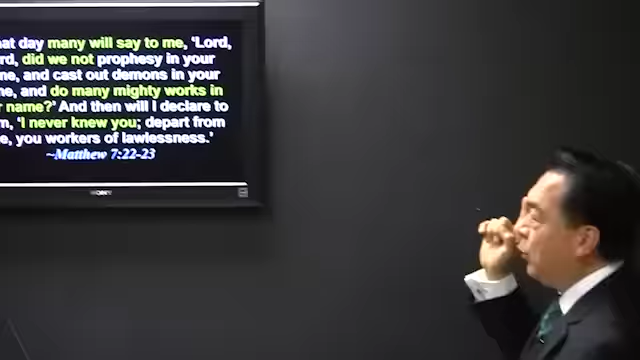 at day many will say to me, 'Lord,
rd, did we not prophesy in your
ne, and cast out demons in your
ne, and do many mighty works in
r name?' And then will I declare to
m, 'I never knew you; depart from
e, you workers of lawlessness.'
~Matthew 7:22-23
SONY